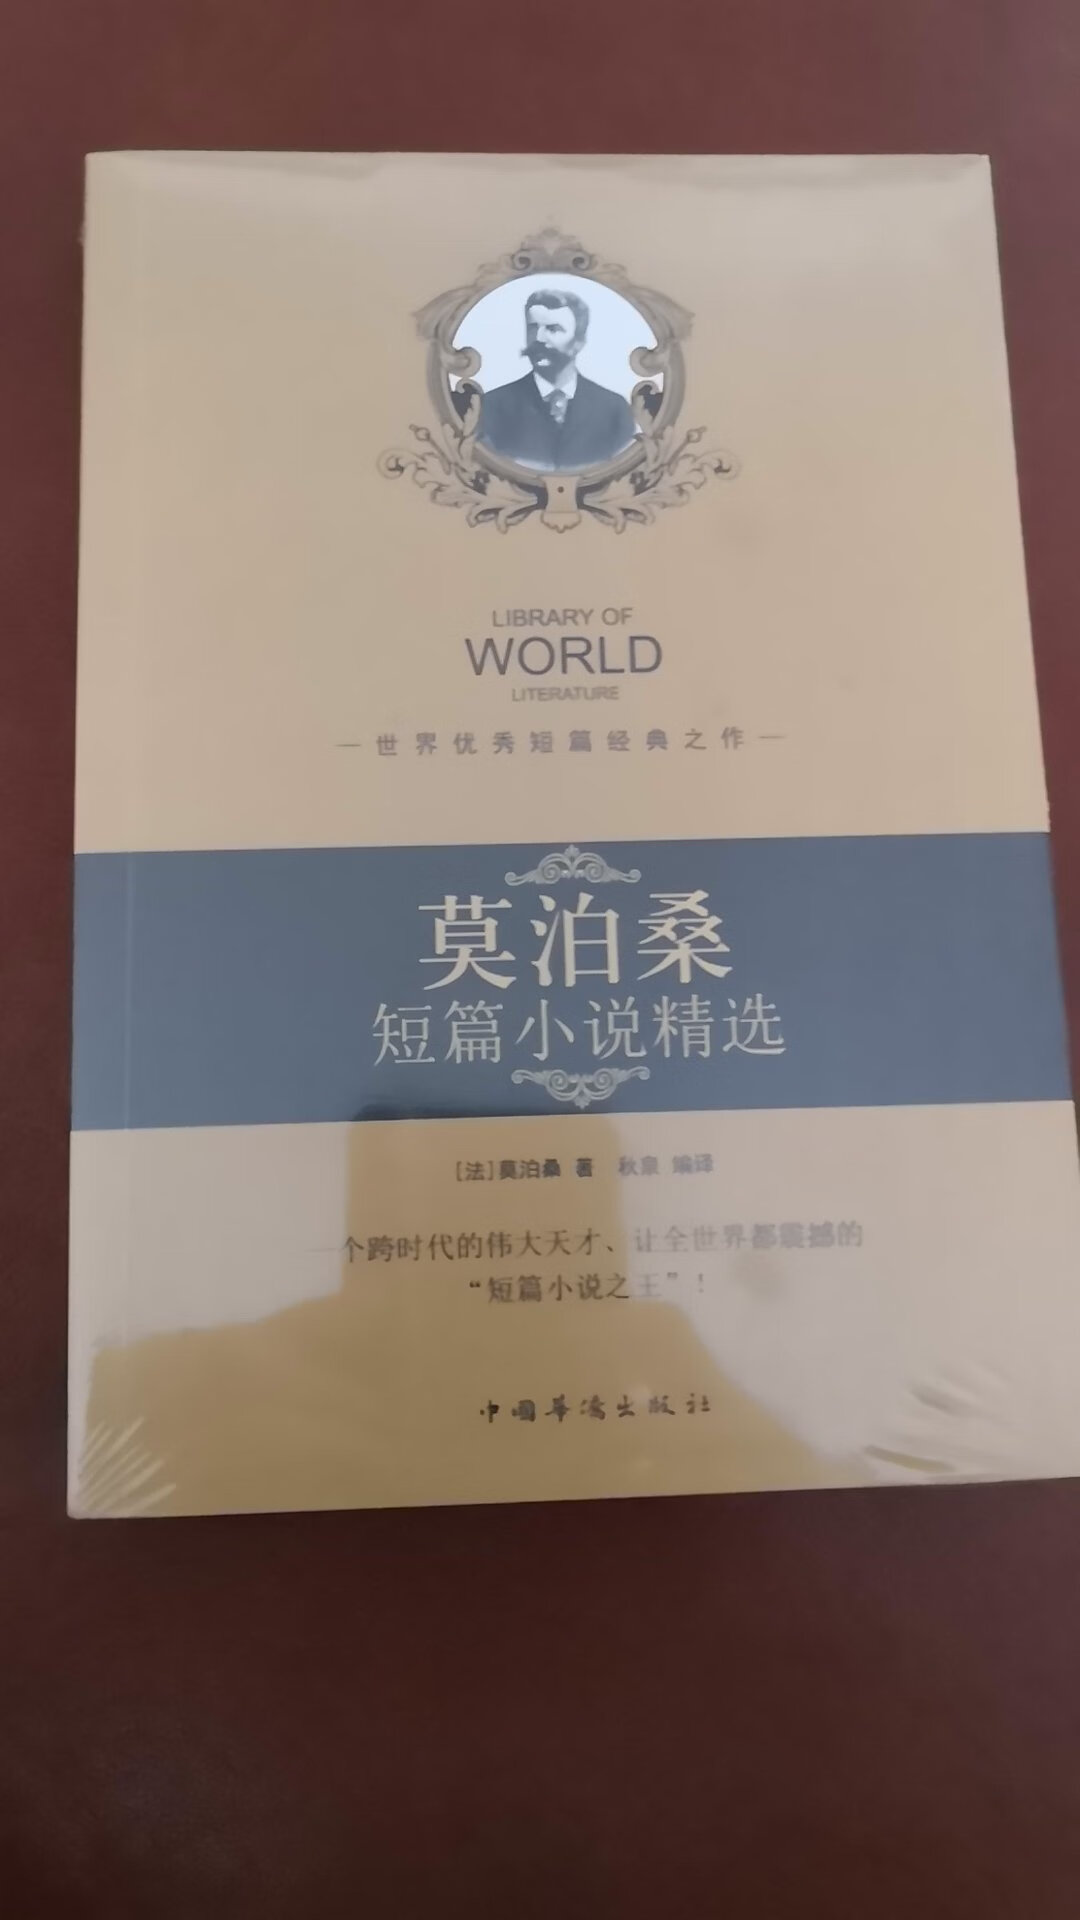 LIBRARY OF
WORLD
LITERATURE
世界优秀短篇经典之作
莫泊桑
短篇小说精选
[法]莫泊桑 著 秋泉 编译
一个跨时代的伟大天才、让全世界都震撼的
“短篇小说之王”!
中国华侨出版社